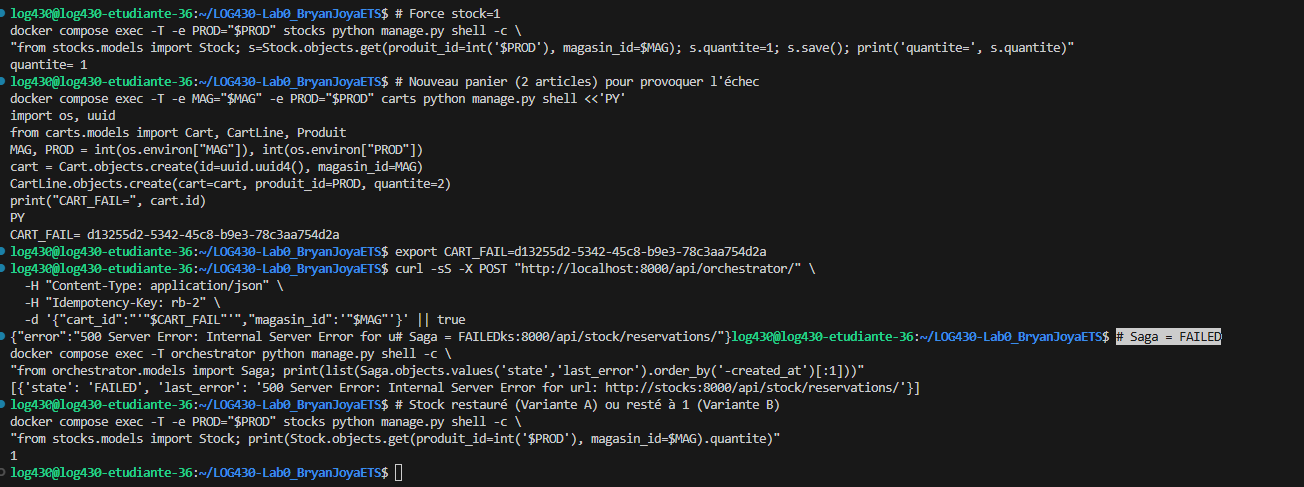 log430@log430-etudiante-36:~/LOG430-Lab0_BryanJoyaETS$ # Force stock=1
docker compose exec -T -e PROD="$PROD" stocks python manage.py shell -c \
"from stocks.models import Stock; s=Stock.objects.get(produit_id=int('$PROD'), magasin_id=$MAG); s.quantite=1; s.save(); print('quantite=', s.quantite)"
quantite= 1
log430@log430-etudiante-36:~/LOG430-Lab0_BryanJoyaETS$ # Nouveau panier (2 articles) pour provoquer l'échec
docker compose exec -T -e MAG="$MAG" -e PROD="$PROD" carts python manage.py shell <<'PY'
import os, uuid
from carts.models import Cart, CartLine, Produit
MAG, PROD = int(os.environ["MAG"]), int(os.environ["PROD"])
cart = Cart.objects.create(id=uuid.uuid4(), magasin_id=MAG)
CartLine.objects.create(cart=cart, produit_id=PROD, quantite=2)
print("CART_FAIL=", cart.id)
PY
CART_FAIL= d13255d2-5342-45c8-b9e3-78c3aa754d2a
log430@log430-etudiante-36:~/LOG430-Lab0_BryanJoyaETS$ export CART_FAIL=d13255d2-5342-45c8-b9e3-78c3aa754d2a
log430@log430-etudiante-36:~/LOG430-Lab0_BryanJoyaETS$ curl -sS -X POST "http://localhost:8000/api/orchestrator/" \
-H "Content-Type: application/json" \
-H "Idempotency-Key: rb-2" \
-d '{"cart_id":"'"$CART_FAIL"'","magasin_id":'"$MAG"'}' || true
{"error":"500 Server Error: Internal Server Error for u# Saga = FAILEDks:8000/api/stock/reservations/"}log430@log430-etudiante-36:~/LOG430-Lab0_BryanJoyaETS$ # Saga = FAILED
docker compose exec -T orchestrator python manage.py shell -c \
"from orchestrator.models import Saga; print(list(Saga.objects.values('state','last_error').order_by('-created_at')[:1]))"
[{'state': 'FAILED', 'last_error': '500 Server Error: Internal Server Error for url: http://stocks:8000/api/stock/reservations/'}]
log430@log430-etudiante-36:~/LOG430-Lab0_BryanJoyaETS$ # Stock restauré (Variante A) ou resté à 1 (Variante B)
docker compose exec -T -e PROD="$PROD" stocks python manage.py shell -c \
"from stocks.models import Stock; print(Stock.objects.get(produit_id=int('$PROD'), magasin_id=$MAG).quantite)"
1
log430@log430-etudiante-36:~/LOG430-Lab0_BryanJoyaETS$